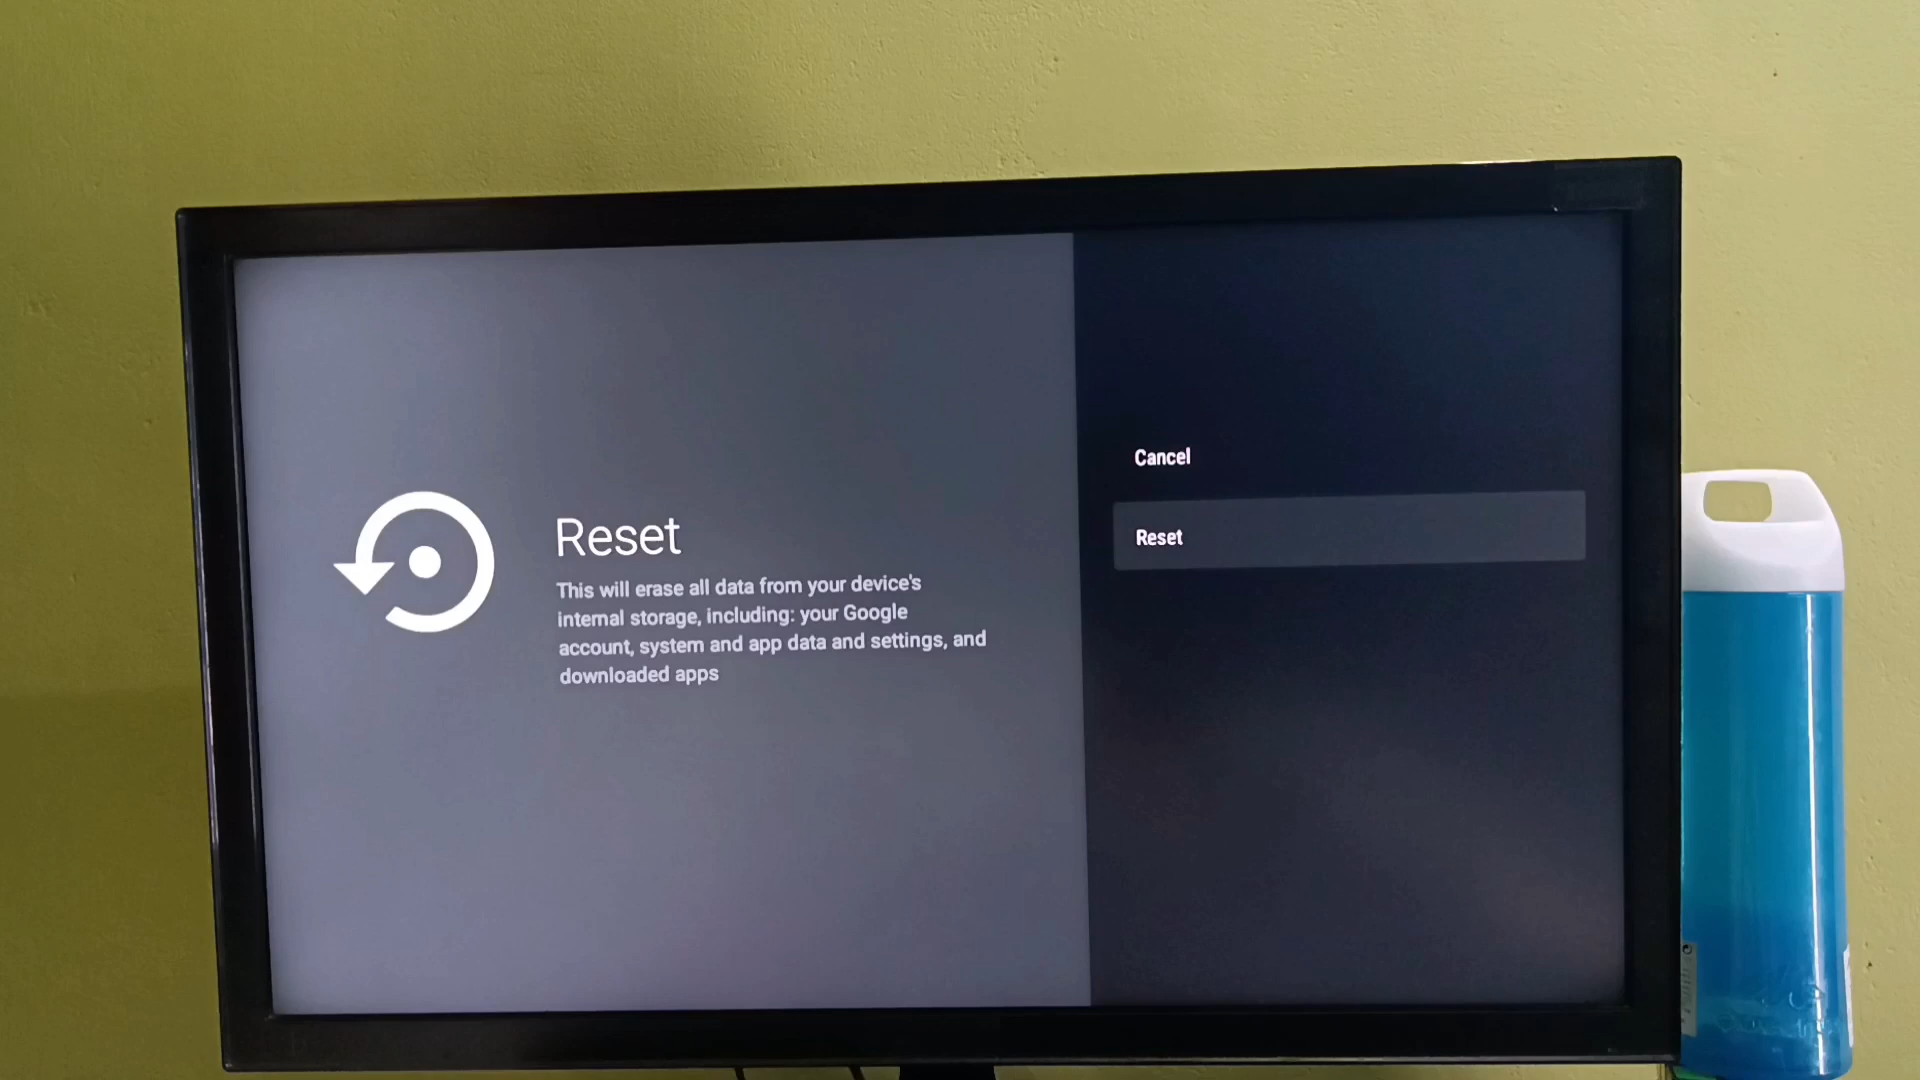 Reset
This will erase all data from your device's
internal storage, including: your Google
account, system and app data and settings, and
downloaded apps
Cancel
Reset